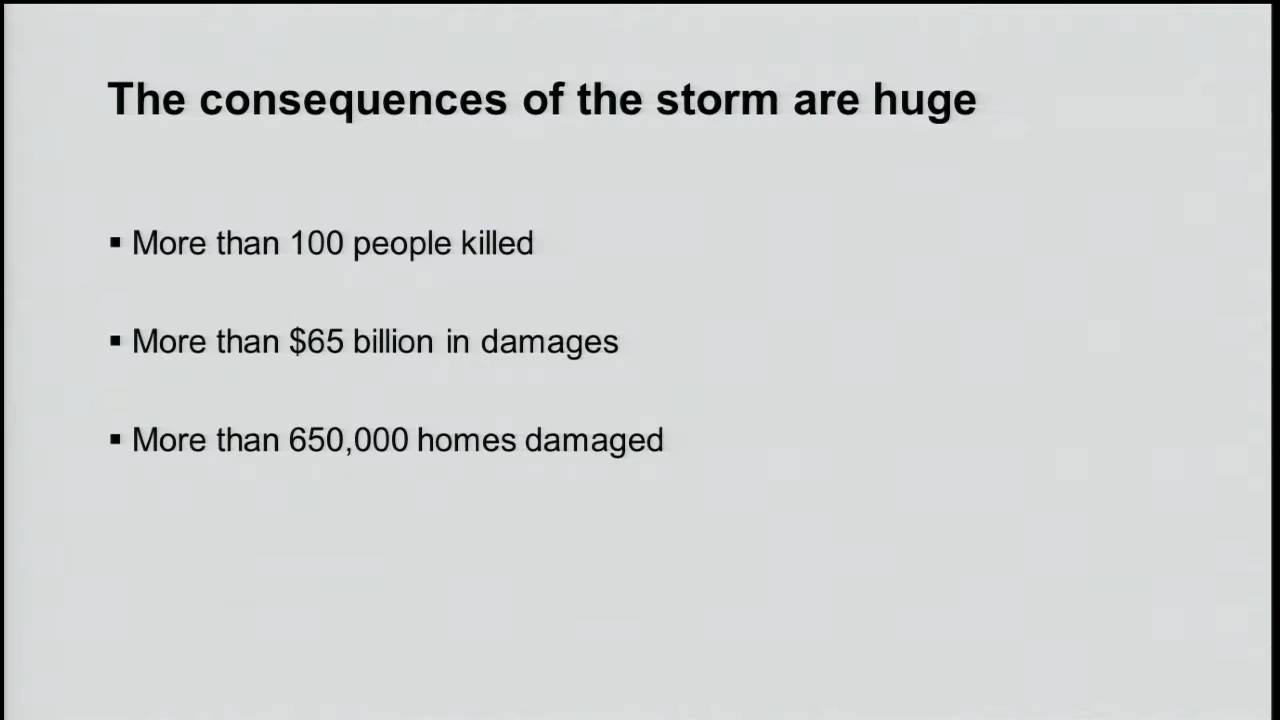 The consequences of the storm are huge
▪ More than 100 people killed
▪ More than $65 billion in damages
▪ More than 650,000 homes damaged